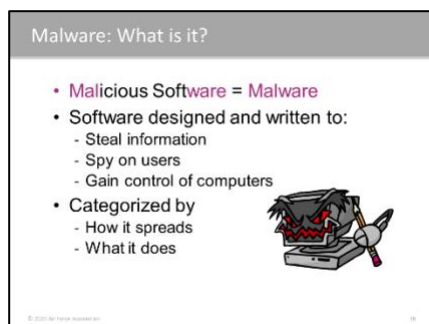 Malware: What is it?
• Malicious Software = Malware
• Software designed and written to:
- Steal information
- Spy on users
- Gain control of computers
• Categorized by
- How it spreads
- What it does